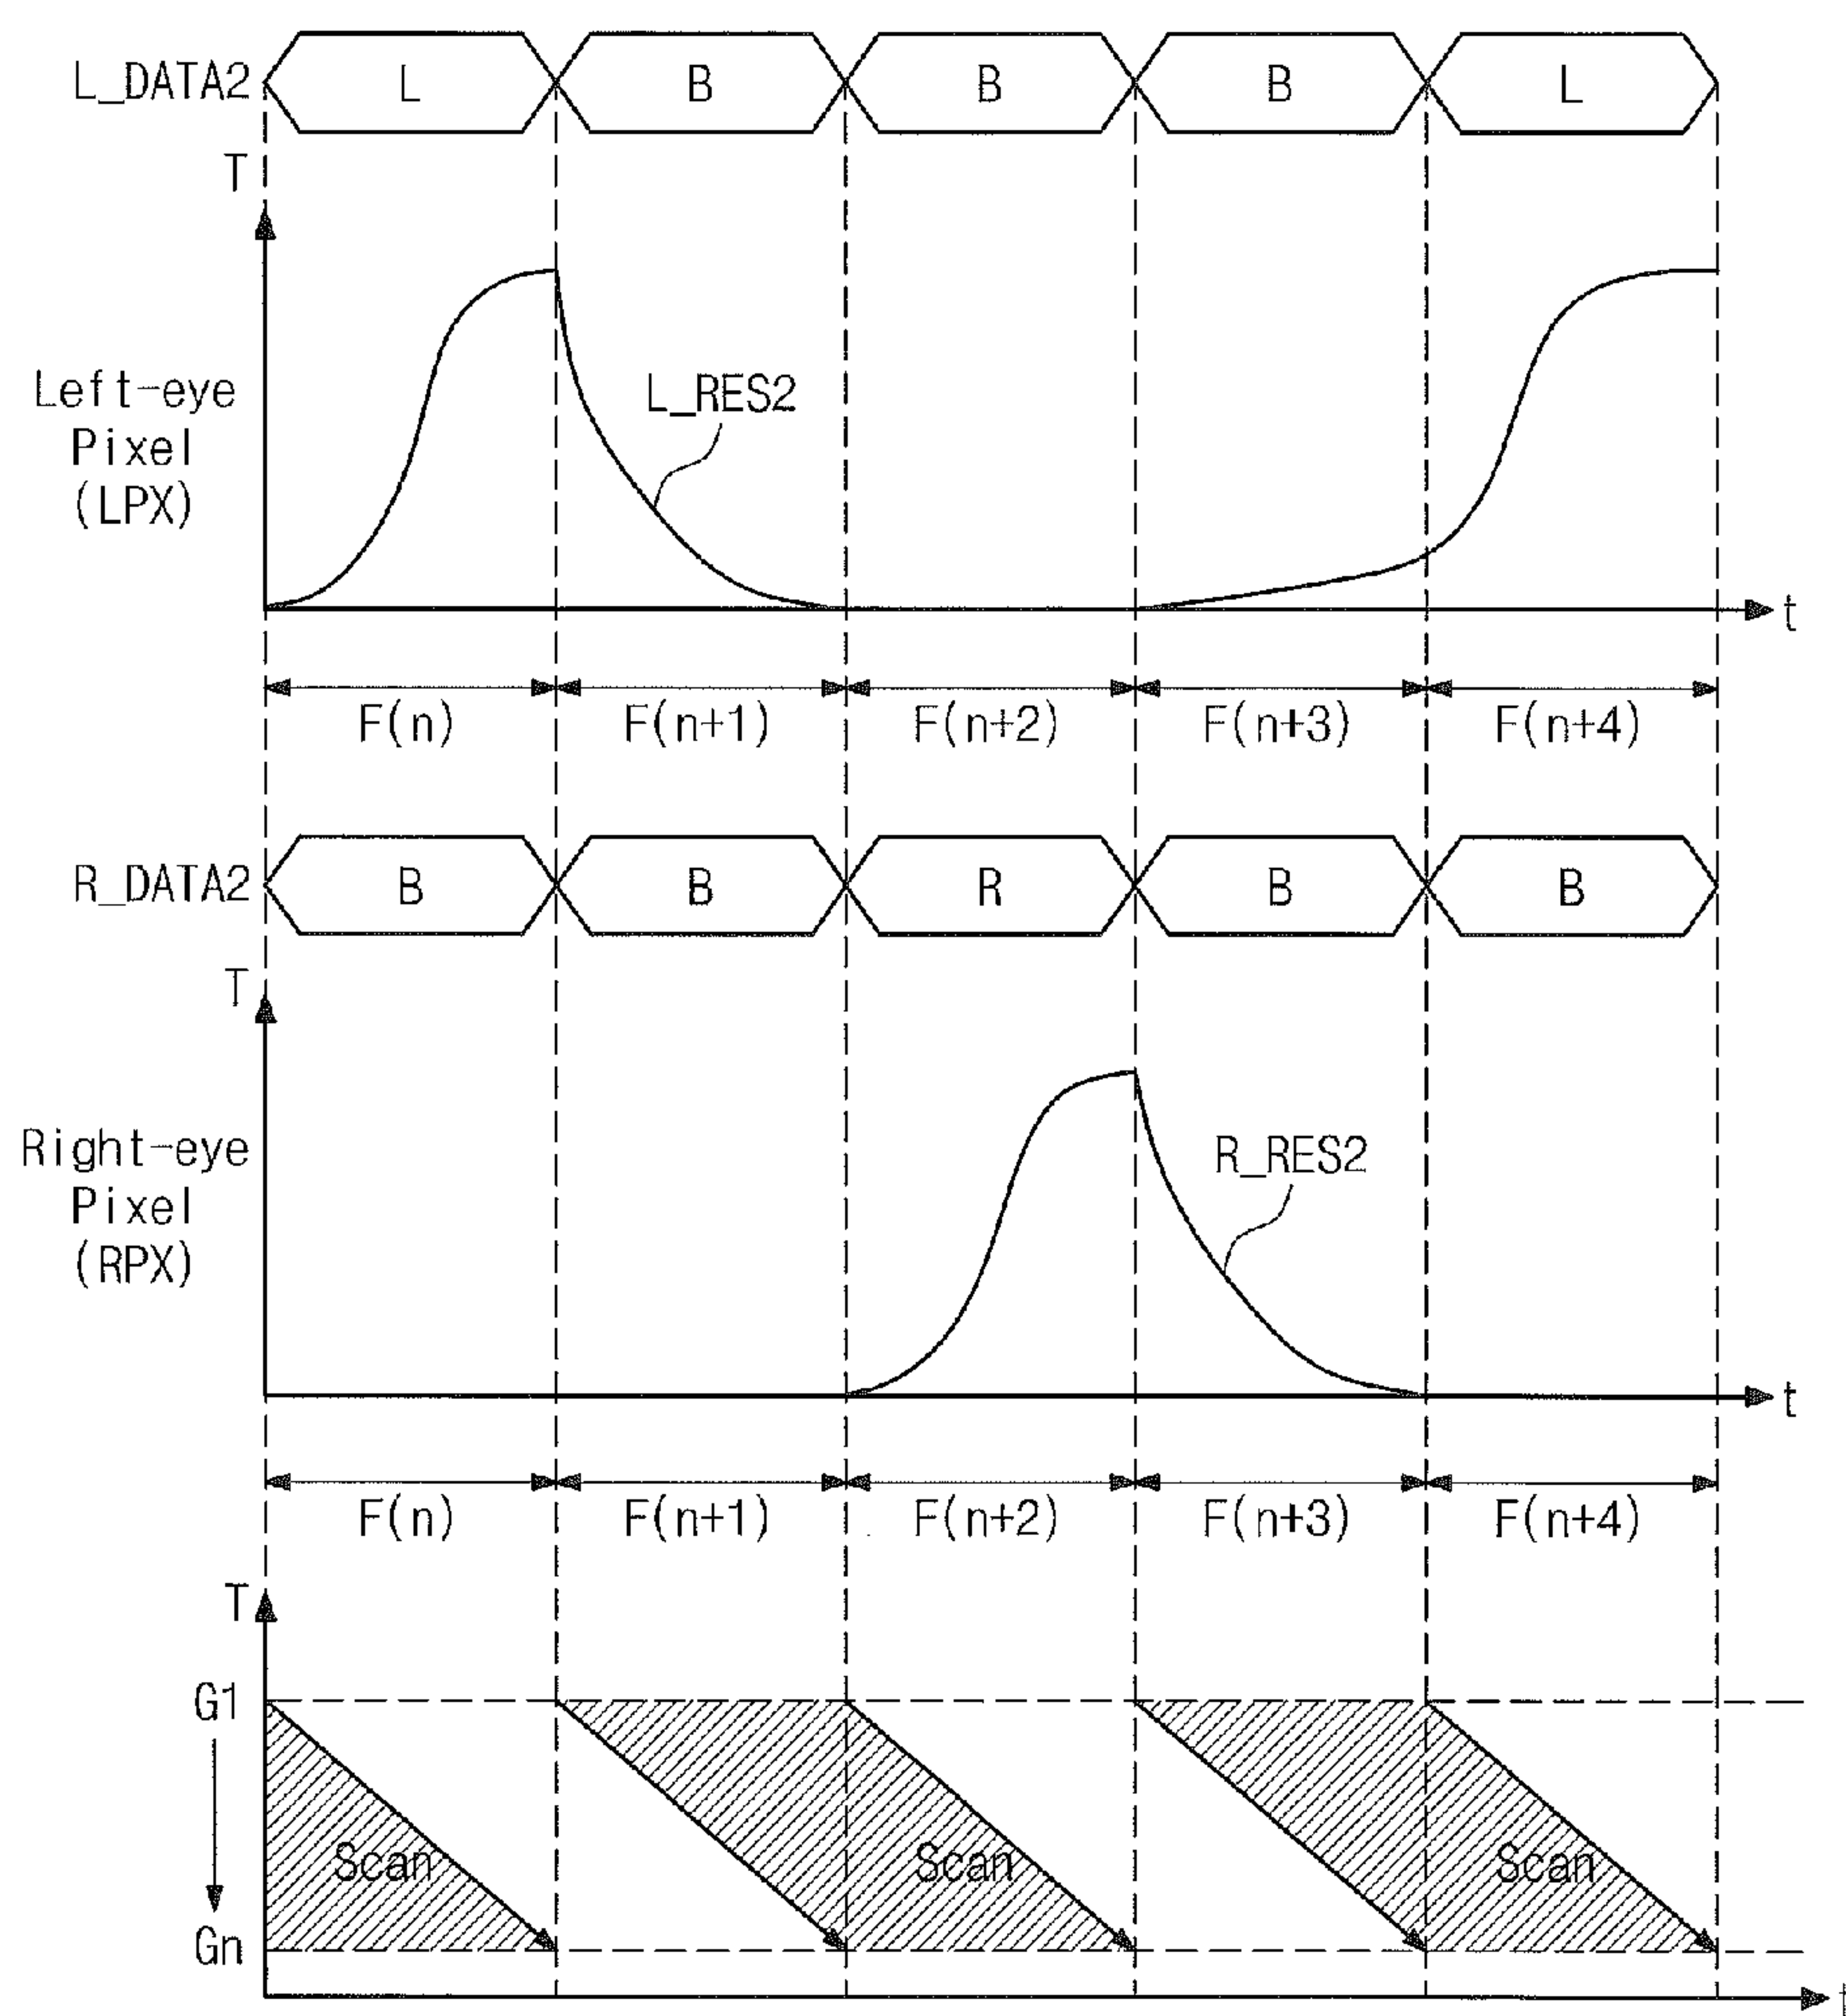 L_DATA2 L B B B L
T
Left-eye
Pixel
(LPX)
L_RES2
t
F(n) F(n+1) F(n+2) F(n+3) F(n+4)
R_DATA2 B B R B B
T
Right-eye
Pixel
(RPX)
R_RES2
t
F(n) F(n+1) F(n+2) F(n+3) F(n+4)
T
G1
Scan Scan Scan
Gn
t